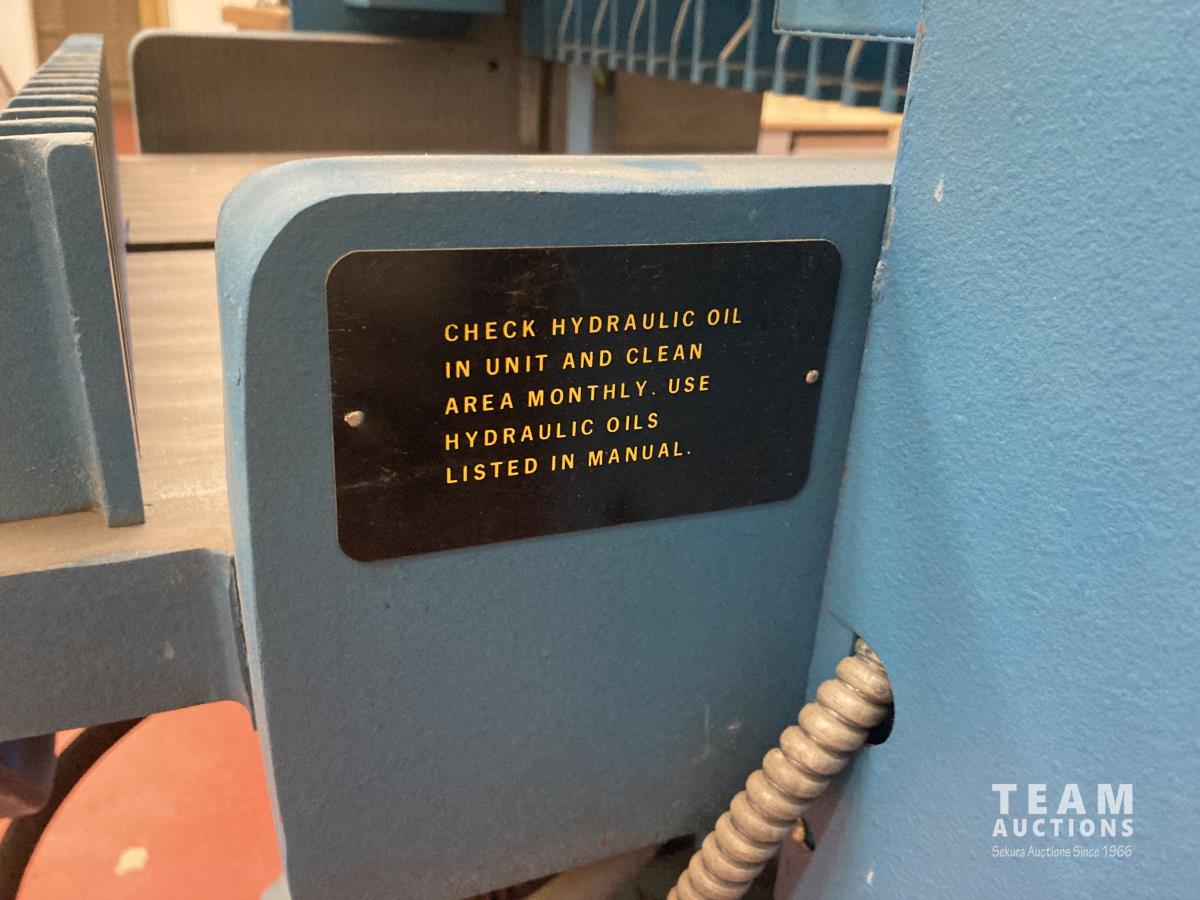 CHECK HYDRAULIC OIL
IN UNIT AND CLEAN
AREA MONTHLY. USE
HYDRAULIC OILS
LISTED IN MANUAL.
TEAM
AUCTIONS
Sekura Auctions Since 1966